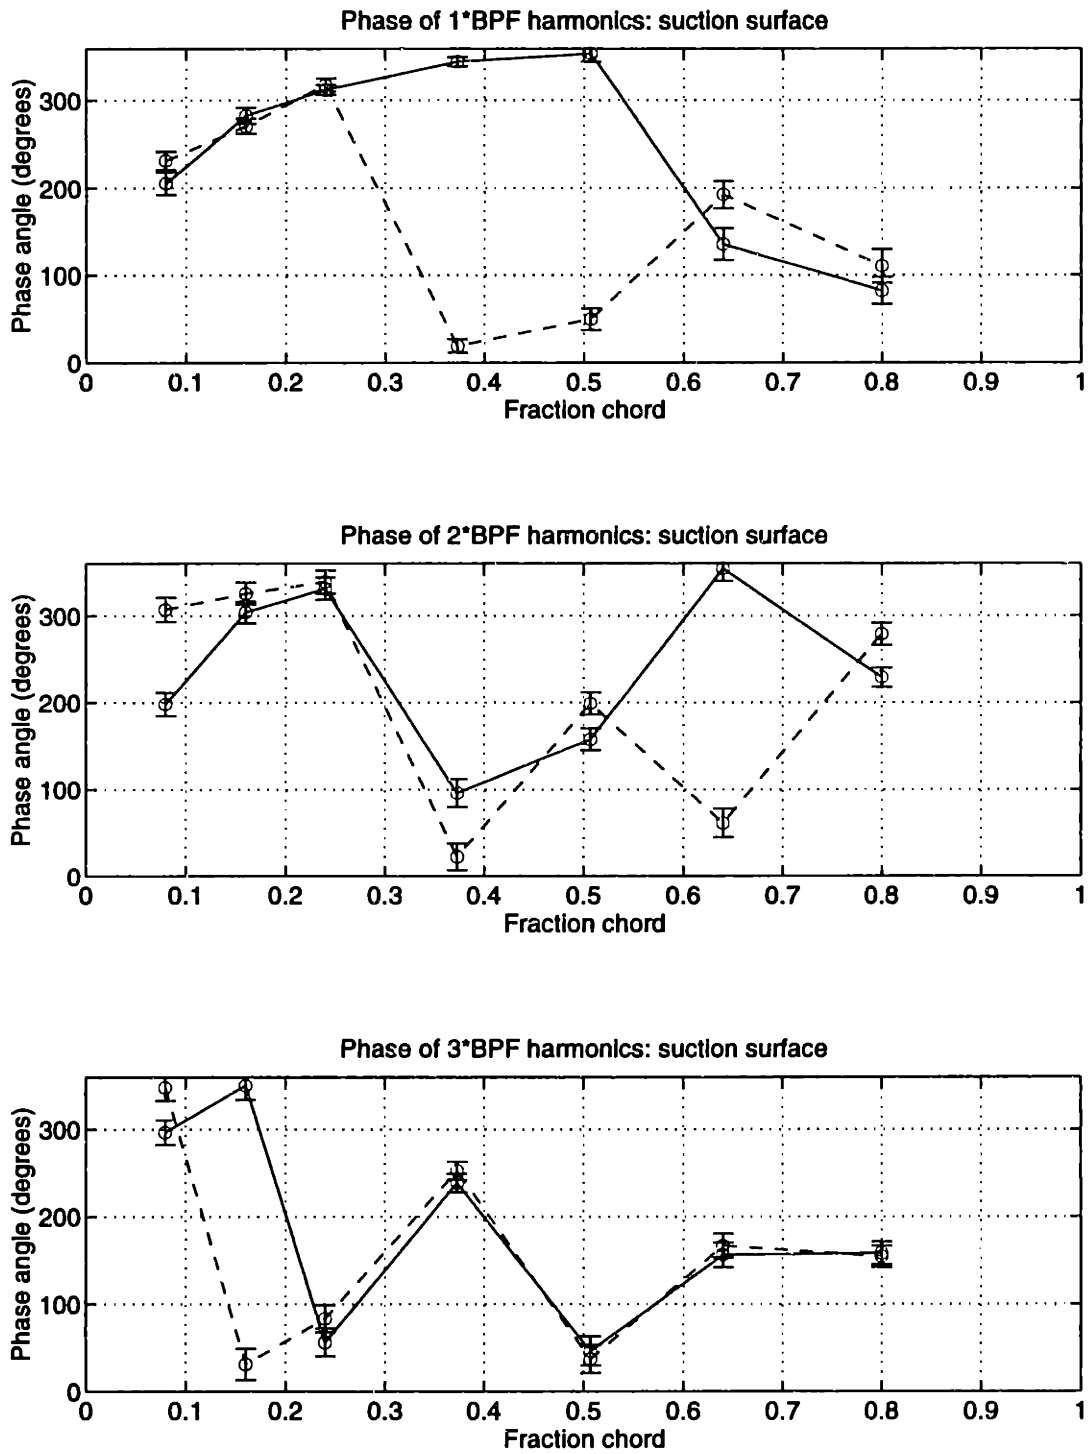 Phase of 1*BPF harmonics: suction surface
Phase angle (degrees)
300
200
100
0
0 0.1 0.2 0.3 0.4 0.5 0.6 0.7 0.8 0.9 1
Fraction chord
Phase of 2*BPF harmonics: suction surface
Phase angle (degrees)
300
200
100
0
0 0.1 0.2 0.3 0.4 0.5 0.6 0.7 0.8 0.9 1
Fraction chord
Phase of 3*BPF harmonics: suction surface
Phase angle (degrees)
300
200
100
0
0 0.1 0.2 0.3 0.4 0.5 0.6 0.7 0.8 0.9 1
Fraction chord